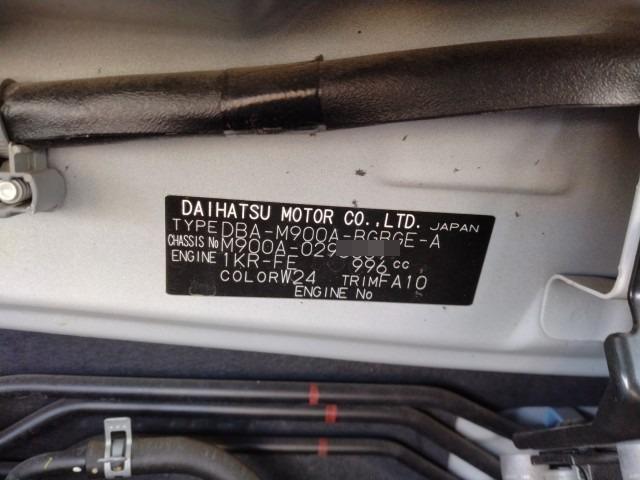 DAIHATSU MOTOR CO.,LTD. JAPAN
TYPE DBA-M900A-BGBGE-A
CHASSIS No M900A-029
ENGINE 1KR-FE 996 cc
COLOR W24 TRIM FA10
ENGINE No